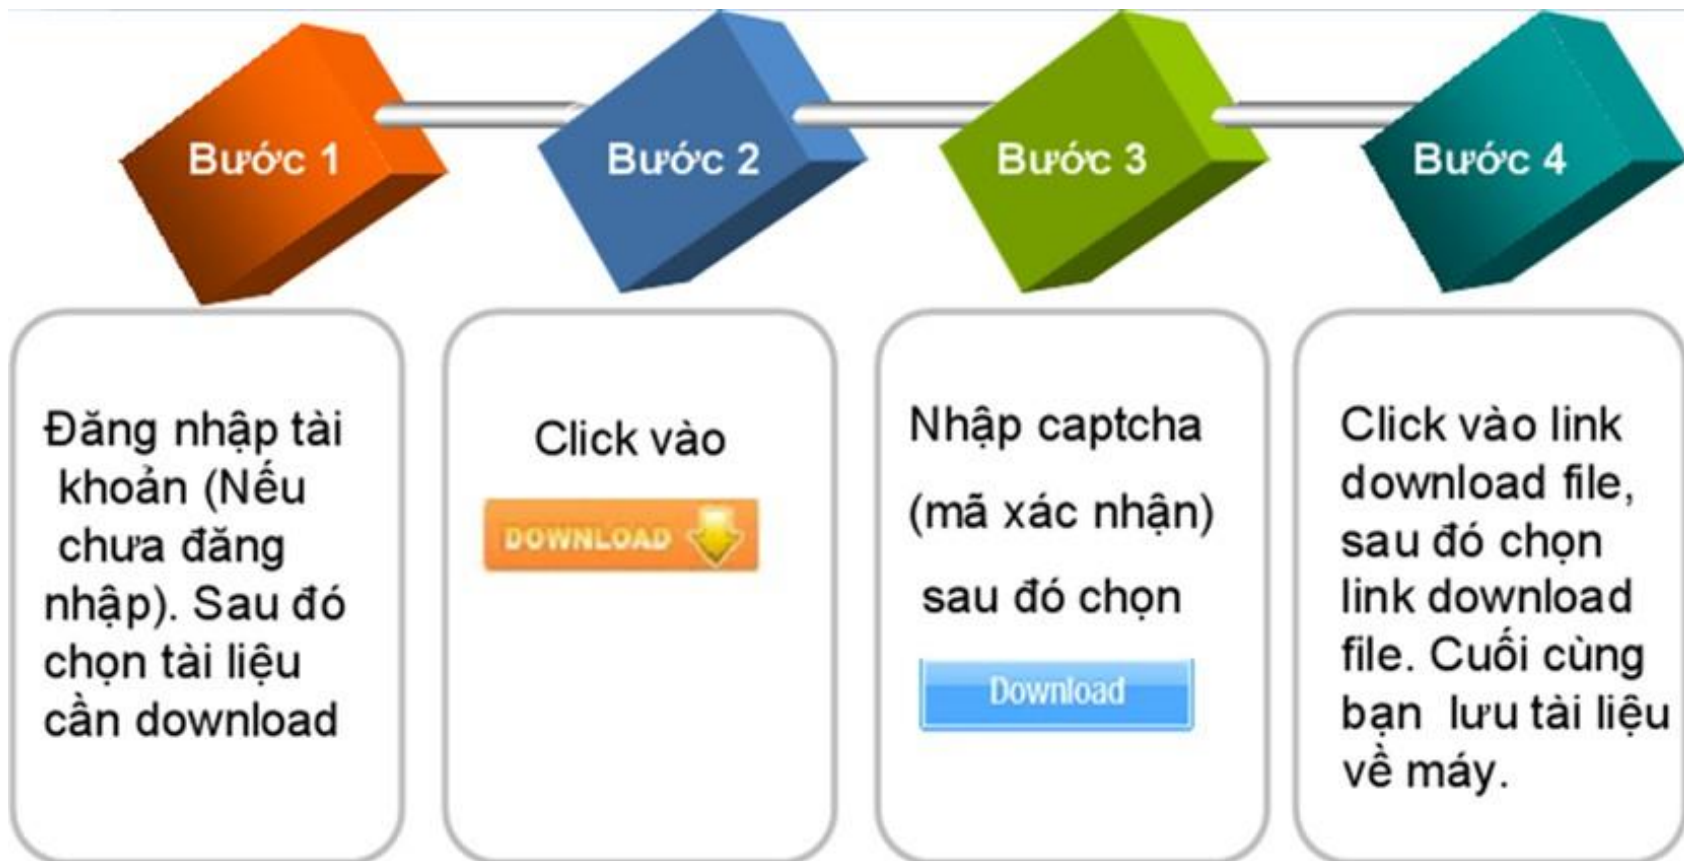 Bước 1
Bước 2
Bước 3
Bước 4
Đăng nhập tài
khoản (Nếu
chưa đăng
nhập). Sau đó
chọn tài liệu
cần download
Click vào
DOWNLOAD
Nhập captcha
(mã xác nhận)
sau đó chọn
Download
Click vào link
download file,
sau đó chọn
link download
file. Cuối cùng
bạn lưu tài liệu
về máy.